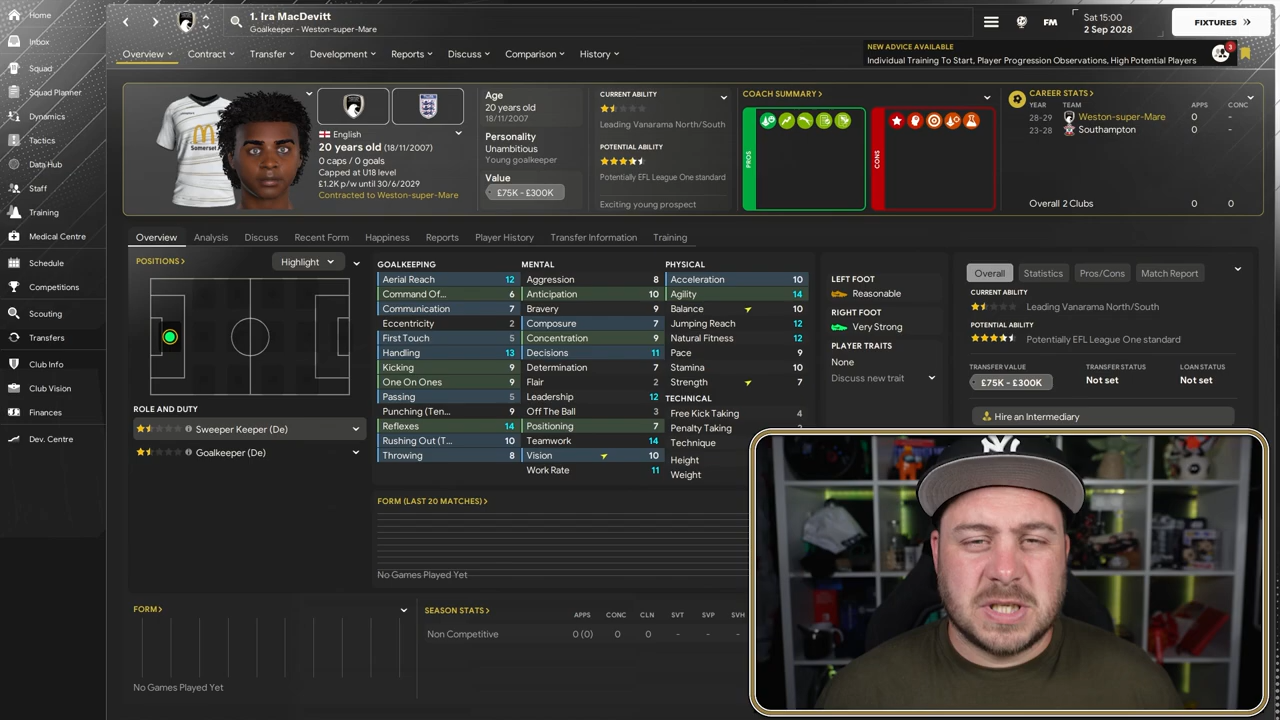 Home
Inbox
Squad
Squad Planner
Dynamics
Tactics
Data Hub
Staff
Training
Medical Centre
Schedule
Competitions
Scouting
Transfers
Club Info
Club Vision
Finances
Dev. Centre
1. Ira MacDevitt
Goalkeeper - Weston-super-Mare
FM
Sat 15:00
2 Sep 2028
FIXTURES
Overview
Contract
Transfer
Development
Reports
Discuss
Comparison
History
NEW ADVICE AVAILABLE
Individual Training To Start, Player Progression Observations, High Potential Players
3
McDonald's
Somerset
English
20 years old (18/11/2007)
0 caps / 0 goals
Capped at U18 level
£1.2K p/w until 30/6/2029
Contracted to Weston-super-Mare
Age
20 years old
18/11/2007
Personality
Unambitious
Young goalkeeper
Value
£75K - £300K
CURRENT ABILITY
Leading Vanarama North/South
POTENTIAL ABILITY
Potentially EFL League One standard
Exciting young prospect
COACH SUMMARY >
PROS
CONS
CAREER STATS >
YEAR TEAM APPS CONC
28-29 Weston-super-Mare 0 -
23-28 Southampton 0 -
Overall 2 Clubs 0 0
Overview
Analysis
Discuss
Recent Form
Happiness
Reports
Player History
Transfer Information
Training
POSITIONS >
Highlight
ROLE AND DUTY
Sweeper Keeper (De)
Goalkeeper (De)
GOALKEEPING
Aerial Reach 12
Command Of... 6
Communication 7
Eccentricity 2
First Touch 5
Handling 13
Kicking 9
One On Ones 9
Passing 5
Punching (Ten... 9
Reflexes 14
Rushing Out (T... 10
Throwing 8
MENTAL
Aggression 8
Anticipation 10
Bravery 9
Composure 7
Concentration 9
Decisions 11
Determination 7
Flair 2
Leadership 12
Off The Ball 3
Positioning 7
Teamwork 14
Vision 10
Work Rate 11
PHYSICAL
Acceleration 10
Agility 14
Balance 10
Jumping Reach 12
Natural Fitness 12
Pace 9
Stamina 10
Strength 7
TECHNICAL
Free Kick Taking 4
Penalty Taking
Technique
Height
Weight
LEFT FOOT
Reasonable
RIGHT FOOT
Very Strong
PLAYER TRAITS
None
Discuss new trait
Overall
Statistics
Pros/Cons
Match Report
CURRENT ABILITY
Leading Vanarama North/South
POTENTIAL ABILITY
Potentially EFL League One standard
TRANSFER VALUE
£75K - £300K
TRANSFER STATUS
Not set
LOAN STATUS
Not set
Hire an Intermediary
FORM (LAST 20 MATCHES) >
No Games Played Yet
FORM >
No Games Played Yet
SEASON STATS >
APPS CONC CLN SVT SVP SVH
Non Competitive 0 (0) 0 0 - - -